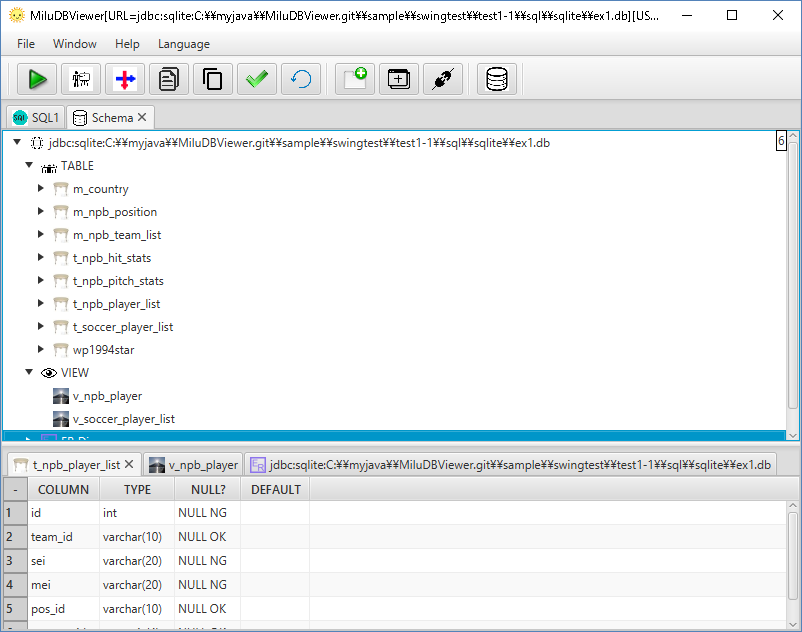 MiluDBViewer[URL=jdbc:sqlite:C:¥¥myjava¥¥MiluDBViewer.git¥¥sample¥¥swingtest¥¥test1-1¥¥sql¥¥sqlite¥¥ex1.db][US...
File Window Help Language
SQL SQL1 Schema
jdbc:sqlite:C:¥¥myjava¥¥MiluDBViewer.git¥¥sample¥¥swingtest¥¥test1-1¥¥sql¥¥sqlite¥¥ex1.db 6
TABLE
m_country
m_npb_position
m_npb_team_list
t_npb_hit_stats
t_npb_pitch_stats
t_npb_player_list
t_soccer_player_list
wp1994star
VIEW
v_npb_player
v_soccer_player_list
t_npb_player_list v_npb_player ER jdbc:sqlite:C:¥¥myjava¥¥MiluDBViewer.git¥¥sample¥¥swingtest¥¥test1-1¥¥sql¥¥sqlite¥¥ex1.db
- COLUMN TYPE NULL? DEFAULT
1 id int NULL NG
2 team_id varchar(10) NULL OK
3 sei varchar(20) NULL NG
4 mei varchar(20) NULL NG
5 pos_id varchar(10) NULL OK